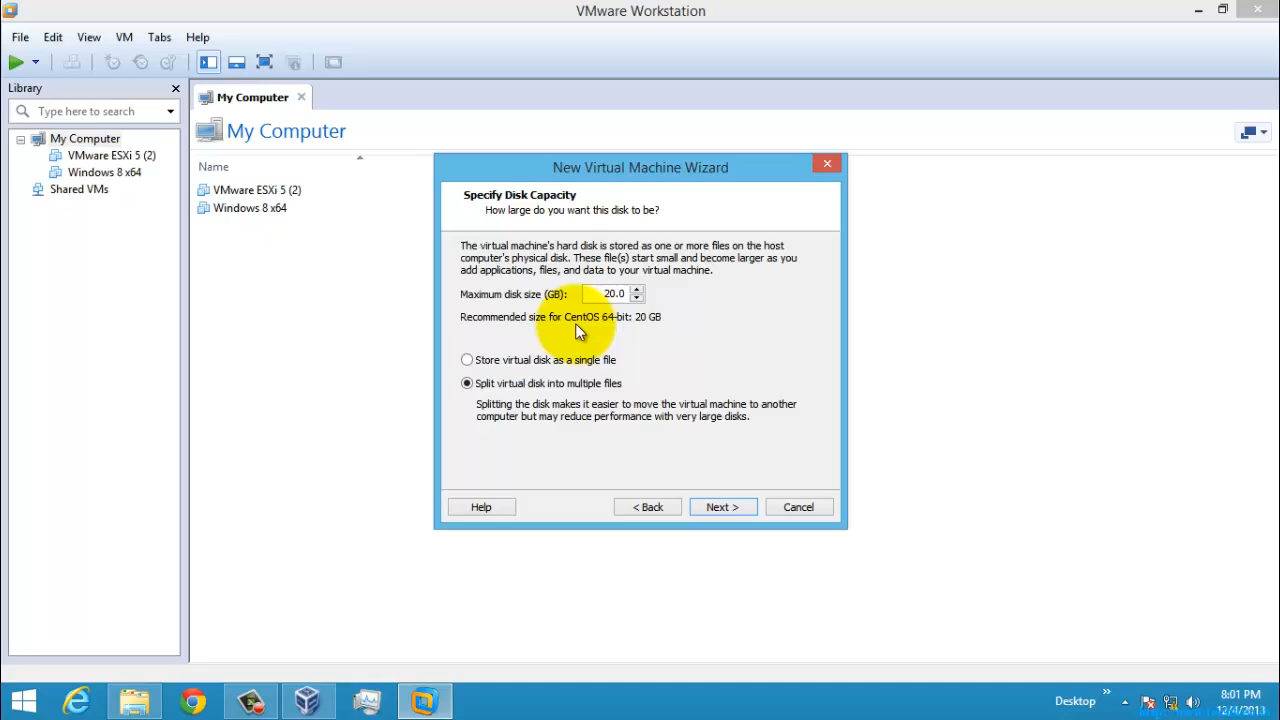 VMware Workstation
File Edit View VM Tabs Help
Library
My Computer
Type here to search
My Computer
My Computer
VMware ESXi 5 (2)
Windows 8 x64
Shared VMs
Name
VMware ESXi 5 (2)
Windows 8 x64
New Virtual Machine Wizard
Specify Disk Capacity
How large do you want this disk to be?
The virtual machine's hard disk is stored as one or more files on the host
computer's physical disk. These file(s) start small and become larger as you
add applications, files, and data to your virtual machine.
Maximum disk size (GB): 20.0
Recommended size for CentOS 64-bit: 20 GB
Store virtual disk as a single file
Split virtual disk into multiple files
Splitting the disk makes it easier to move the virtual machine to another
computer but may reduce performance with very large disks.
Help < Back Next > Cancel
Desktop
8:01 PM
12/4/2013